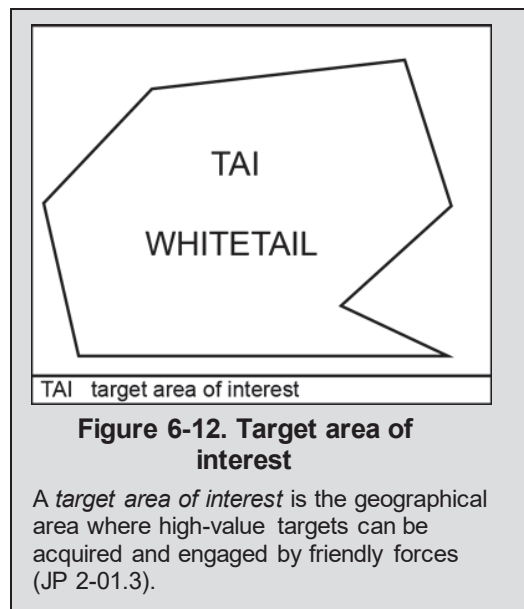 TAI
WHITETAIL
TAI target area of interest
Figure 6-12. Target area of
interest
A target area of interest is the geographical
area where high-value targets can be
acquired and engaged by friendly forces
(JP 2-01.3).